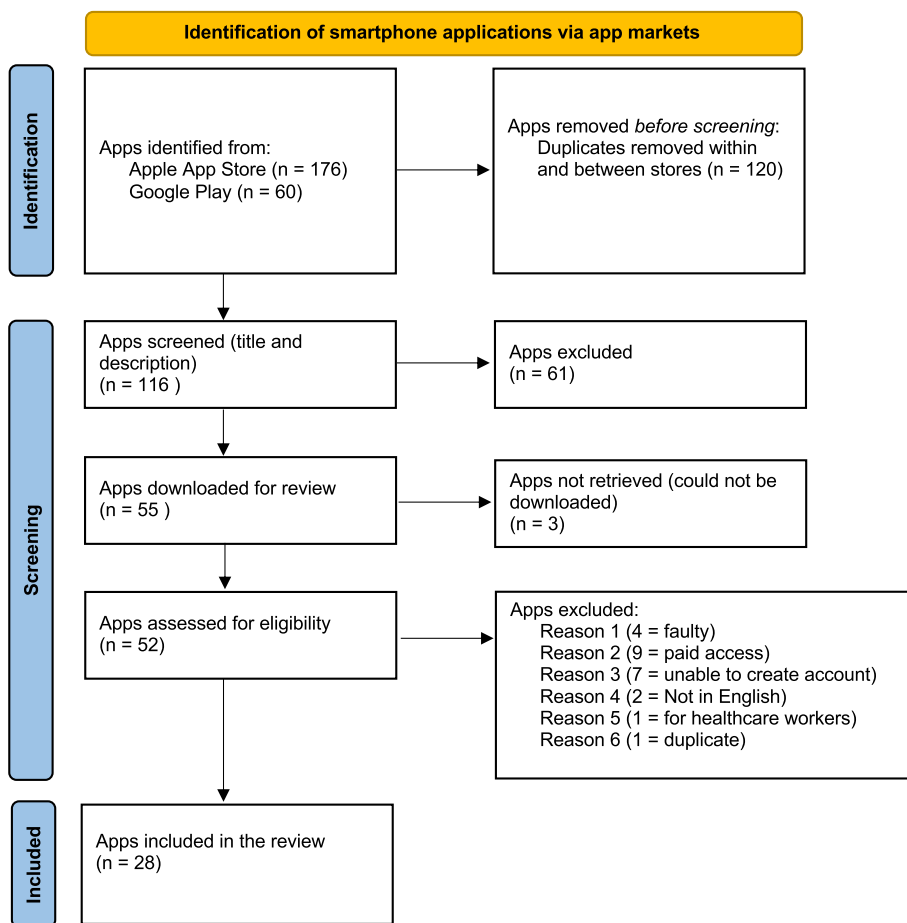 Identification of smartphone applications via app markets
Identification
Apps identified from:
Apple App Store (n = 176)
Google Play (n = 60)
Apps removed before screening:
Duplicates removed within
and between stores (n = 120)
Screening
Apps screened (title and
description)
(n = 116 )
Apps excluded
(n = 61)
Apps downloaded for review
(n = 55 )
Apps not retrieved (could not be
downloaded)
(n = 3)
Apps assessed for eligibility
(n = 52)
Apps excluded:
Reason 1 (4 = faulty)
Reason 2 (9 = paid access)
Reason 3 (7 = unable to create account)
Reason 4 (2 = Not in English)
Reason 5 (1 = for healthcare workers)
Reason 6 (1 = duplicate)
Included
Apps included in the review
(n = 28)